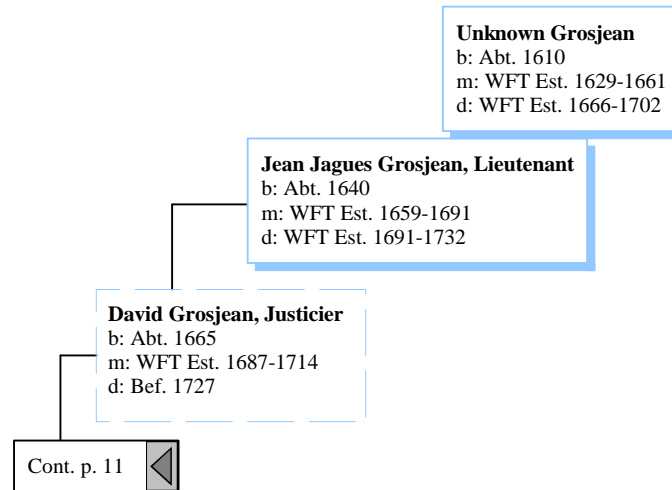 Unknown Grosjean
b: Abt. 1610
m: WFT Est. 1629-1661
d: WFT Est. 1666-1702
Jean Jagues Grosjean, Lieutenant
b: Abt. 1640
m: WFT Est. 1659-1691
d: WFT Est. 1691-1732
David Grosjean, Justicier
b: Abt. 1665
m: WFT Est. 1687-1714
d: Bef. 1727
Cont. p. 11